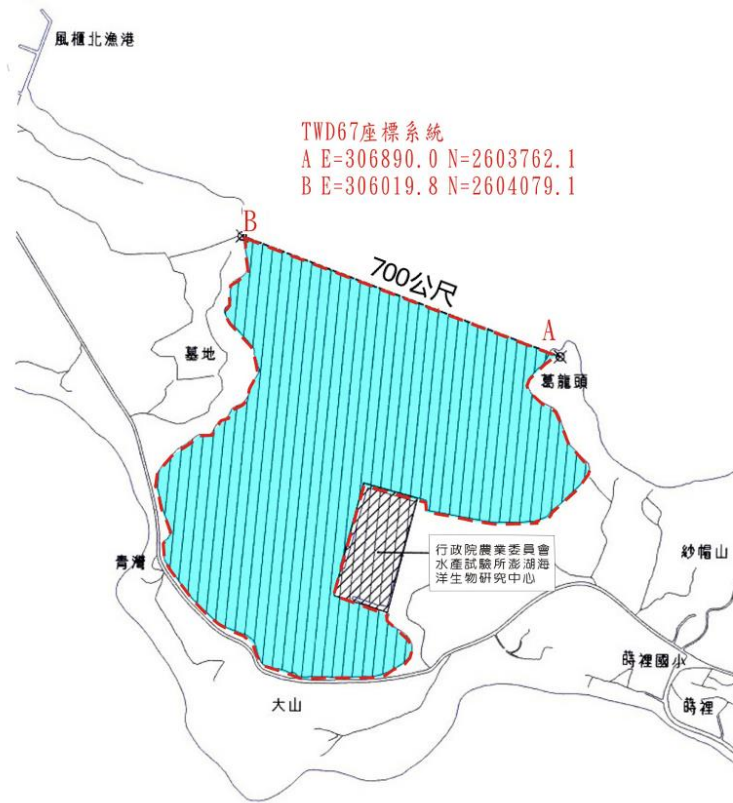 風櫃北漁港
TWD67座標系統
A E=306890.0 N=2603762.1
B E=306019.8 N=2604079.1
B
700公尺
A
墓地
葛龍頭
行政院農業委員會
水產試驗所澎湖海
洋生物研究中心
青灣
紗帽山
大山
蒔裡國小
蒔裡